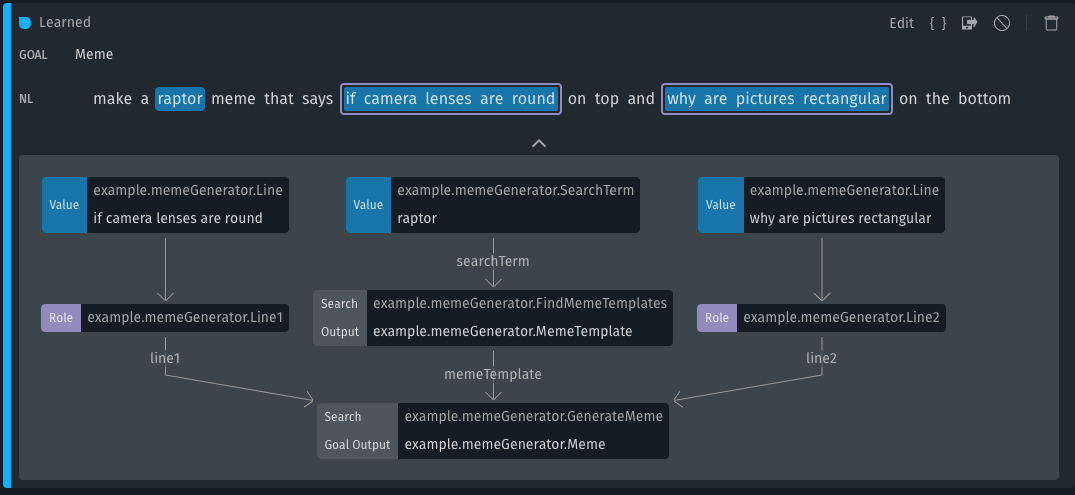 Learned
Edit { }
GOAL Meme
NL make a raptor meme that says if camera lenses are round on top and why are pictures rectangular on the bottom
Value example.memeGenerator.Line
if camera lenses are round
Value example.memeGenerator.SearchTerm
raptor
Value example.memeGenerator.Line
why are pictures rectangular
searchTerm
Role example.memeGenerator.Line1
Search example.memeGenerator.FindMemeTemplates
Output example.memeGenerator.MemeTemplate
Role example.memeGenerator.Line2
line1
memeTemplate
line2
Search example.memeGenerator.GenerateMeme
Goal Output example.memeGenerator.Meme